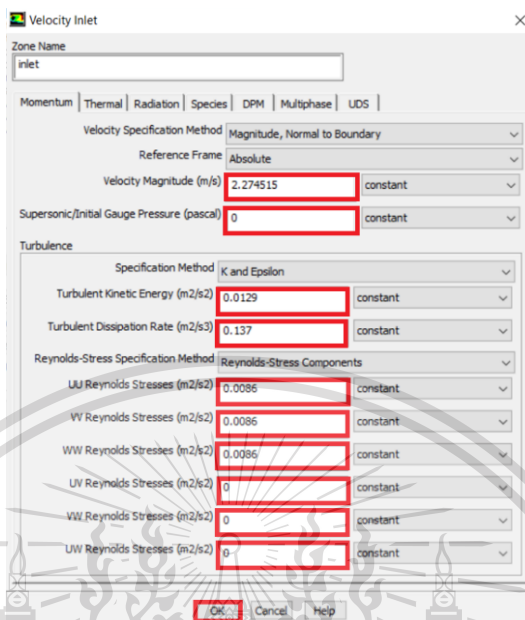 Velocity Inlet
Zone Name
inlet
Momentum Thermal Radiation Species DPM Multiphase UDS
Velocity Specification Method Magnitude, Normal to Boundary
Reference Frame Absolute
Velocity Magnitude (m/s) 2.274515 constant
Supersonic/Initial Gauge Pressure (pascal) 0 constant
Turbulence
Specification Method K and Epsilon
Turbulent Kinetic Energy (m2/s2) 0.0129 constant
Turbulent Dissipation Rate (m2/s3) 0.137 constant
Reynolds-Stress Specification Method Reynolds-Stress Components
UU Reynolds Stresses (m2/s2) 0.0086 constant
VV Reynolds Stresses (m2/s2) 0.0086 constant
WW Reynolds Stresses (m2/s2) 0.0086 constant
UV Reynolds Stresses (m2/s2) 0 constant
VW Reynolds Stresses (m2/s2) 0 constant
UW Reynolds Stresses (m2/s2) 0 constant
OK Cancel Help